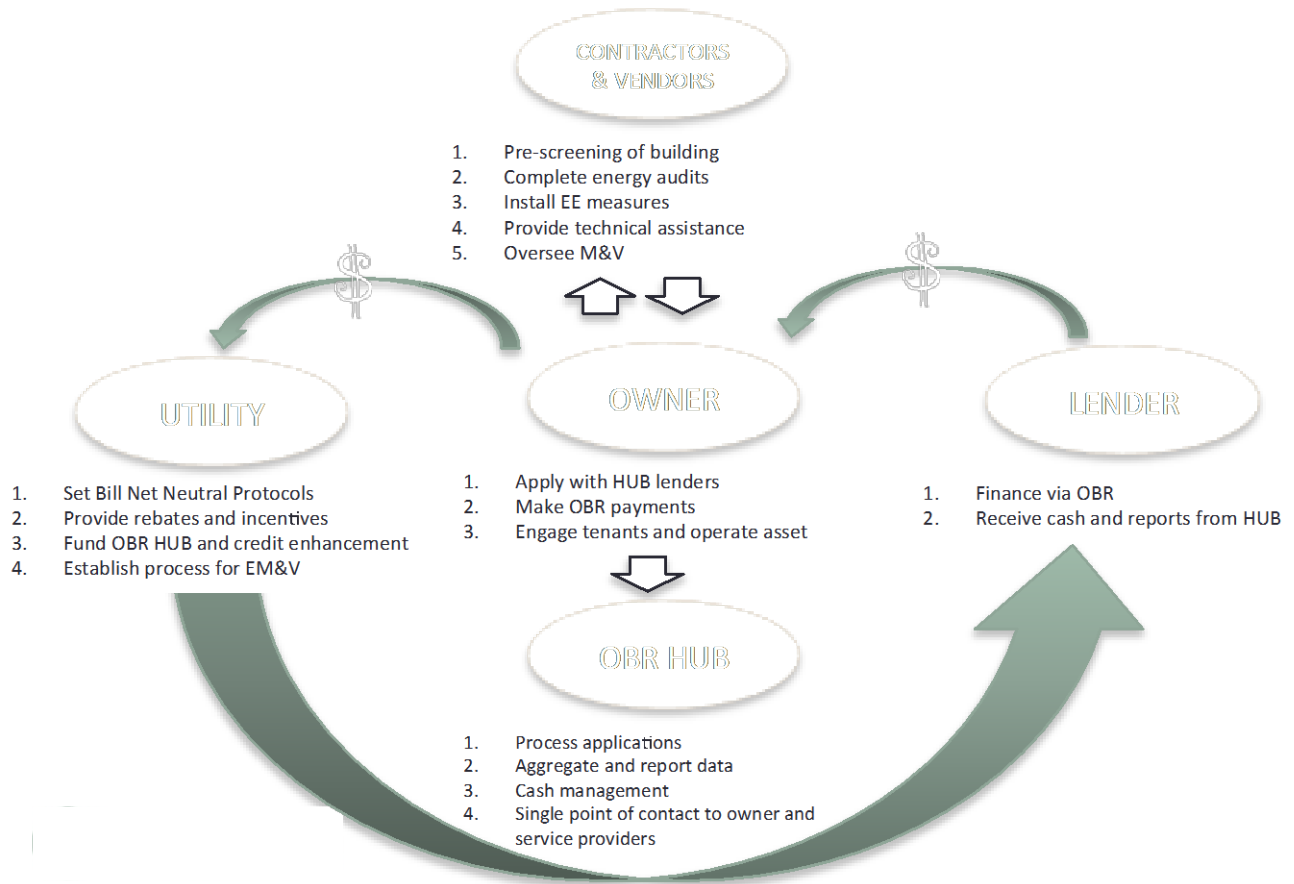 CONTRACTORS
& VENDORS
1. Pre-screening of building
2. Complete energy audits
3. Install EE measures
4. Provide technical assistance
5. Oversee M&V
$
$
UTILITY
1. Set Bill Net Neutral Protocols
2. Provide rebates and incentives
3. Fund OBR HUB and credit enhancement
4. Establish process for EM&V
OWNER
1. Apply with HUB lenders
2. Make OBR payments
3. Engage tenants and operate asset
LENDER
1. Finance via OBR
2. Receive cash and reports from HUB
OBR HUB
1. Process applications
2. Aggregate and report data
3. Cash management
4. Single point of contact to owner and
service providers